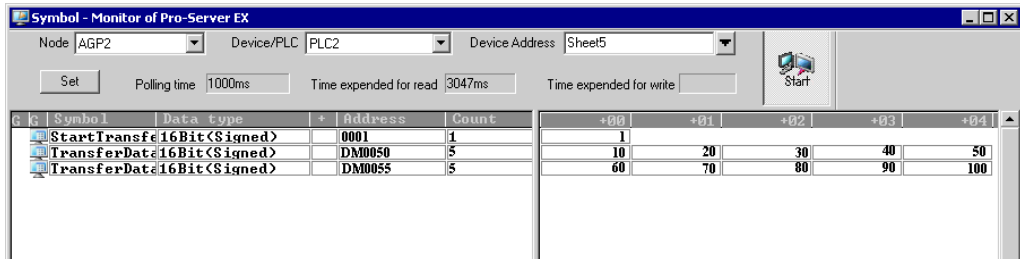 Symbol - Monitor of Pro-Server EX
Node AGP2 Device/PLC PLC2 Device Address Sheet5
Set Polling time 1000ms Time expended for read 3047ms Time expended for write Start
G G Symbol Data type + Address Count +00 +01 +02 +03 +04
StartTransfe 16Bit(Signed) 0001 1 1
TransferData 16Bit(Signed) DM0050 5 10 20 30 40 50
TransferData 16Bit(Signed) DM0055 5 60 70 80 90 100